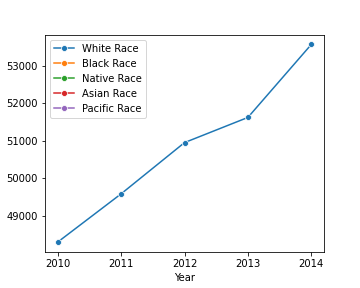 White Race
Black Race
Native Race
Asian Race
Pacific Race
53000
52000
51000
50000
49000
2010 2011 2012 2013 2014
Year